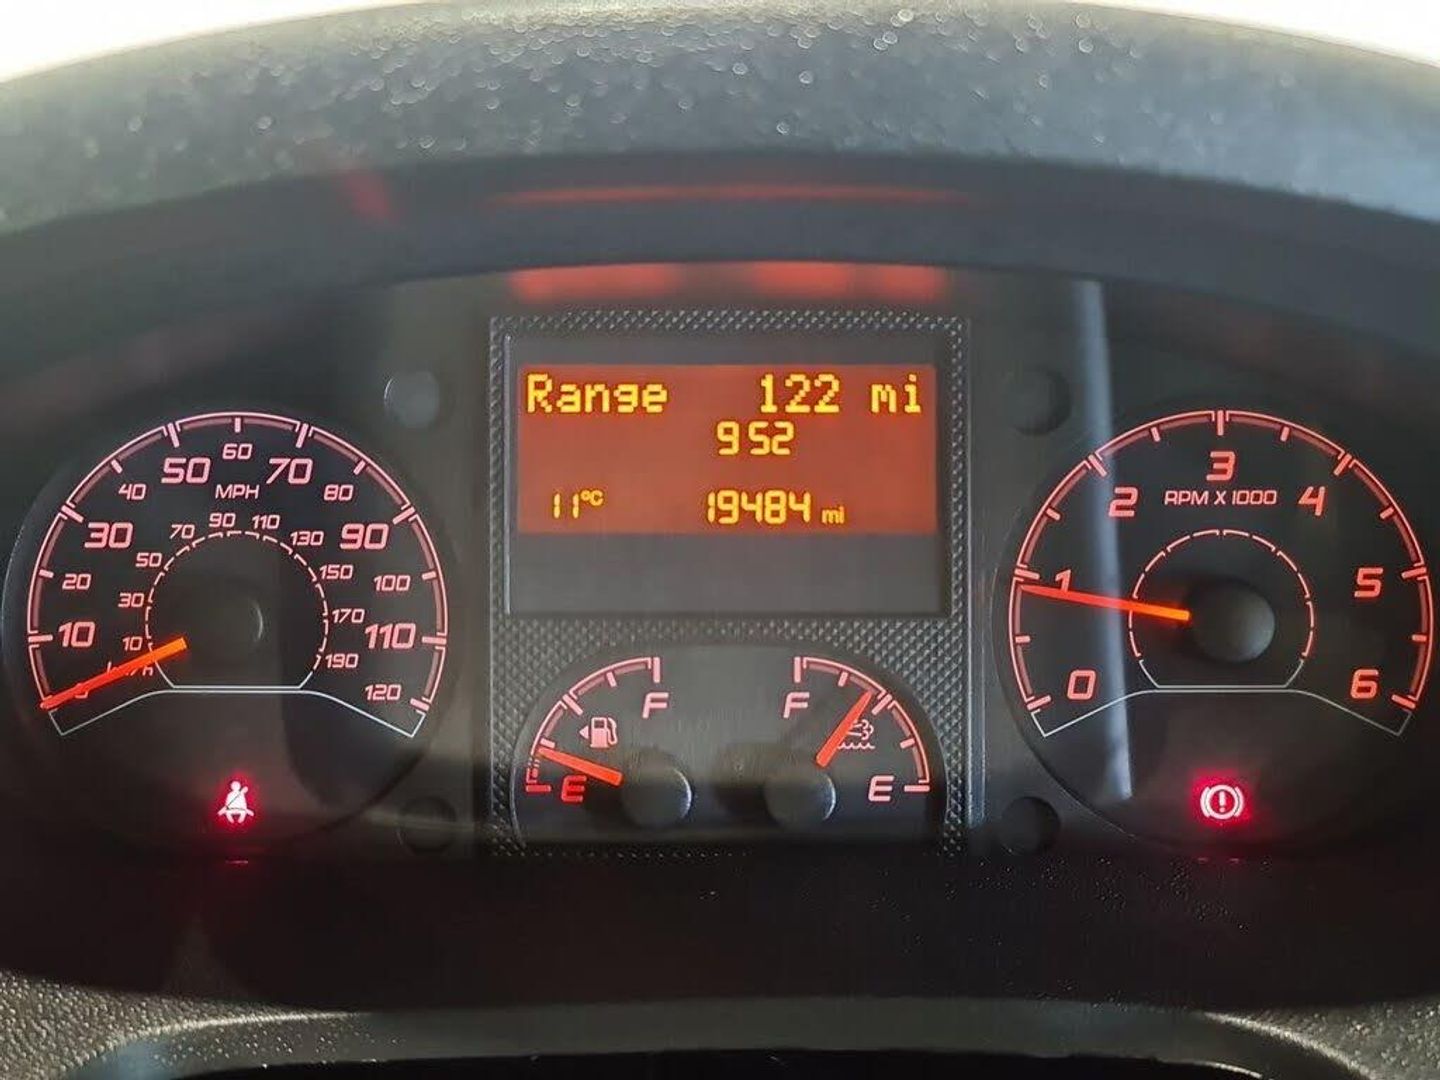 Range 122 mi
9 52
11°C 19484 mi
10 20 30 40 50 60 70 80 90 100 110 120
MPH
10 30 50 70 90 110 130 150 170 190
0 1 2 3 4 5 6
RPM X 1000
F
E
F
E